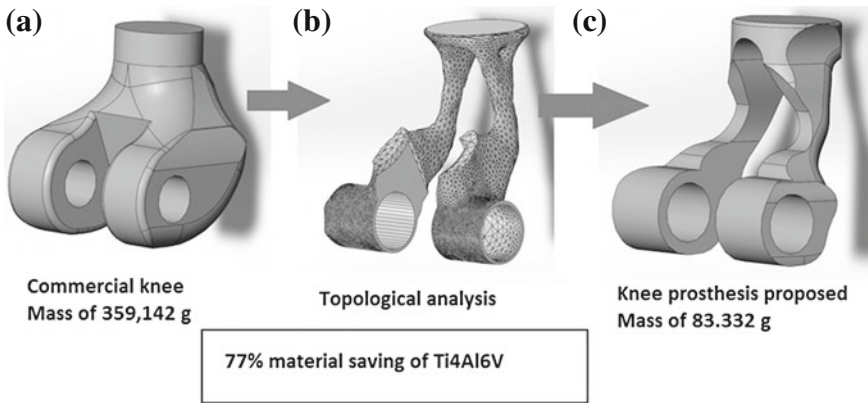 (a)
(b)
(c)
Commercial knee
Mass of 359,142 g
Topological analysis
Knee prosthesis proposed
Mass of 83.332 g
77% material saving of Ti4Al6V